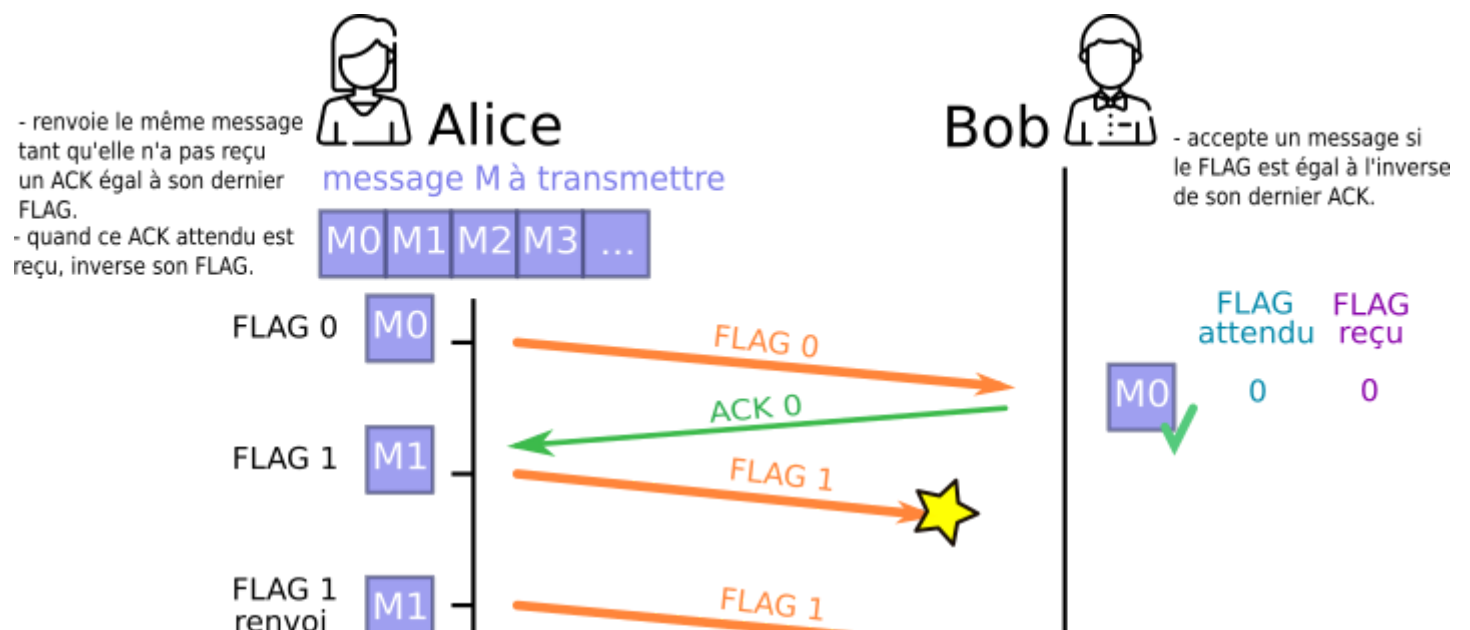 Alice
Bob
- renvoie le même message
tant qu'elle n'a pas reçu
un ACK égal à son dernier
FLAG.
- quand ce ACK attendu est
reçu, inverse son FLAG.
- accepte un message si
le FLAG est égal à l'inverse
de son dernier ACK.
message M à transmettre
M0 M1 M2 M3 ...
FLAG attendu
FLAG reçu
FLAG 0
M0
FLAG 0
M0
0
0
ACK 0
FLAG 1
M1
FLAG 1
FLAG 1
renvoi
M1
FLAG 1